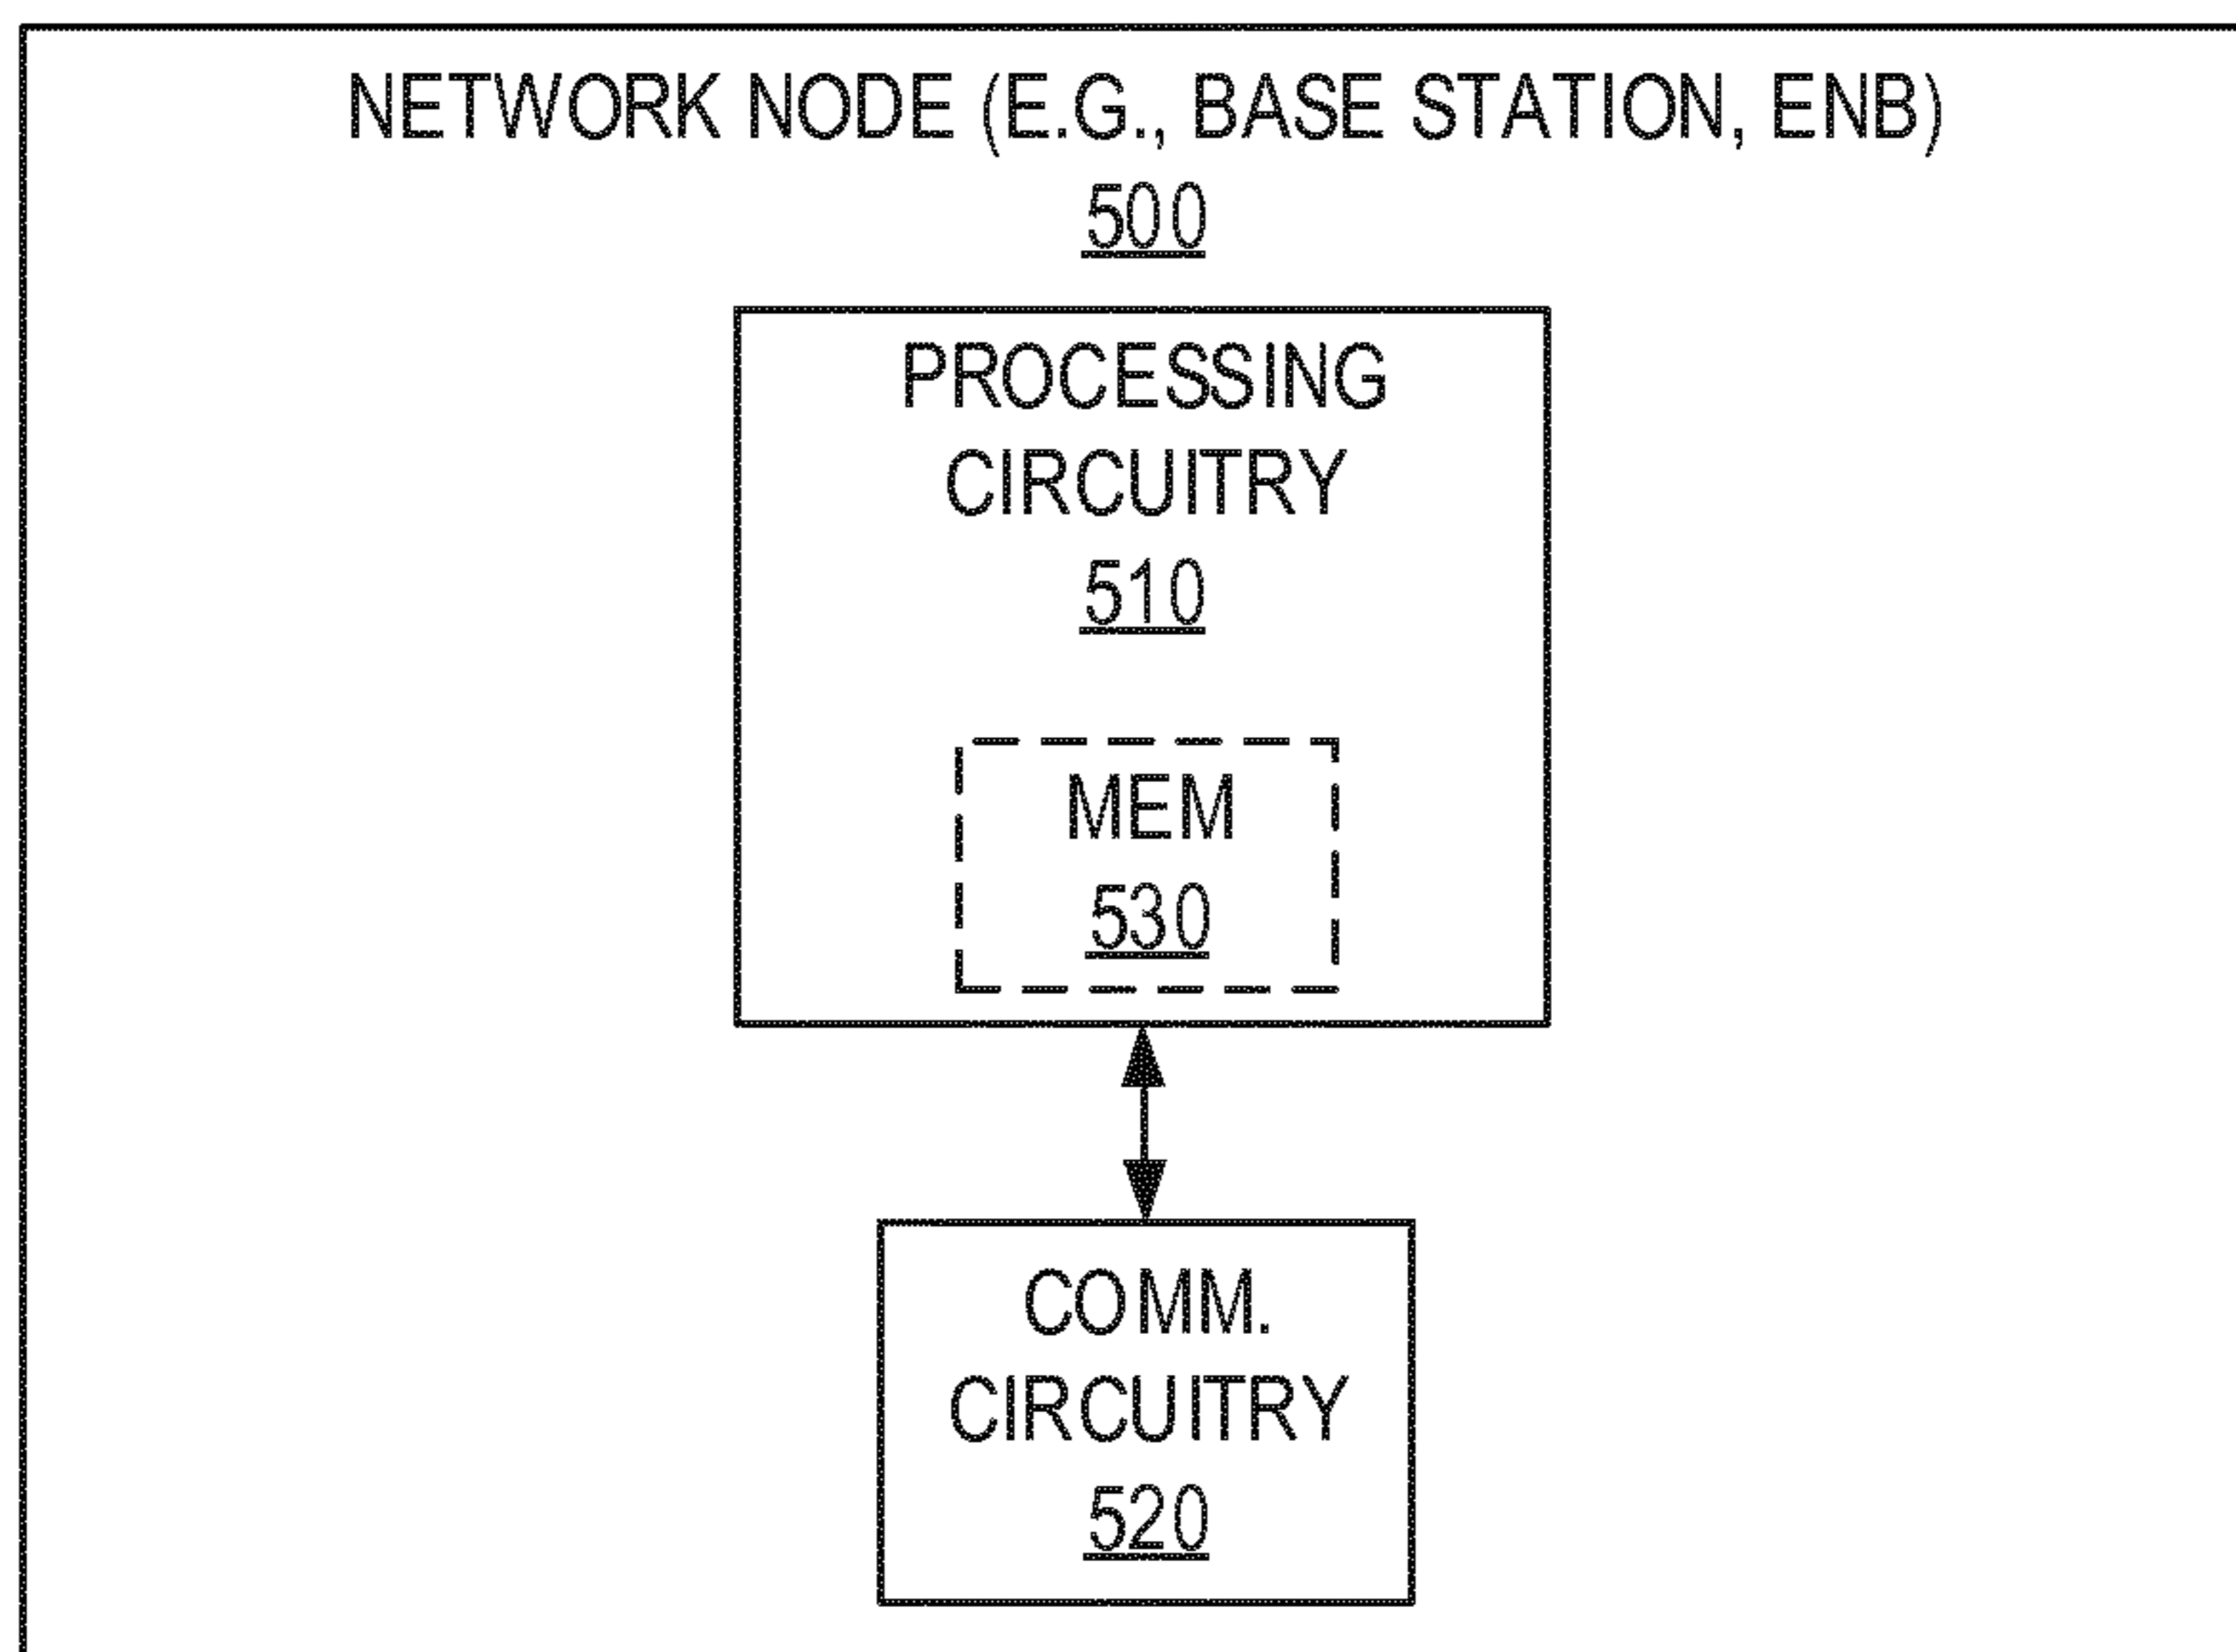 NETWORK NODE (E.G., BASE STATION, ENB)
500
PROCESSING
CIRCUITRY
510
MEM
530
COMM.
CIRCUITRY
520